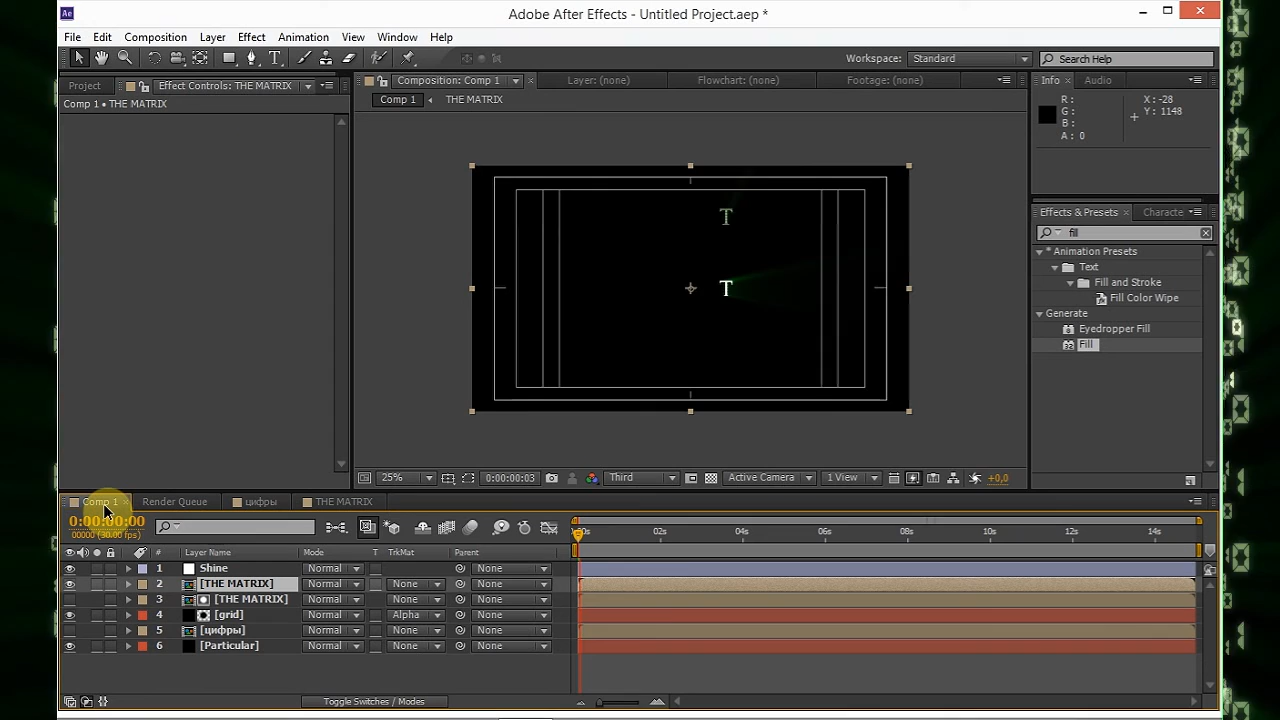 Ae Adobe After Effects - Untitled Project.aep
File Edit Composition Layer Effect Animation View Window Help
Workspace: Standard Search Help
Project Effect Controls: THE MATRIX
Comp 1 • THE MATRIX
Composition: Comp 1 Layer: (none) Flowchart: (none) Footage: (none)
Comp 1 THE MATRIX
T
T
25% 0:00:00:03 Third Active Camera 1 View +0,0
Info Audio
R: X: -28
G: Y: 1148
B:
A: 0
Effects & Presets Characte
fill
* Animation Presets
Text
Fill and Stroke
Fill Color Wipe
Generate
Eyedropper Fill
32 Fill
Comp 1 Render Queue цифры THE MATRIX
0:00:00:00
00000 (30.00 fps)
02s 04s 06s 08s 10s 12s 14s
# Layer Name Mode T TrkMat Parent
1 Shine Normal None
2 [THE MATRIX] Normal None None
3 [THE MATRIX] Normal None None
4 [grid] Normal Alpha None
5 [цифры] Normal None None
6 [Particular] Normal None None
Toggle Switches / Modes